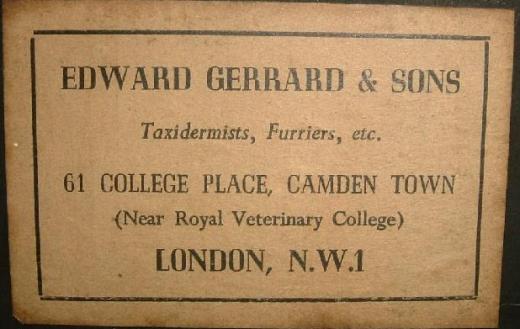 EDWARD GERRARD & SONS
Taxidermists, Furriers, etc.
61 COLLEGE PLACE, CAMDEN TOWN
(Near Royal Veterinary College)
LONDON, N.W.1